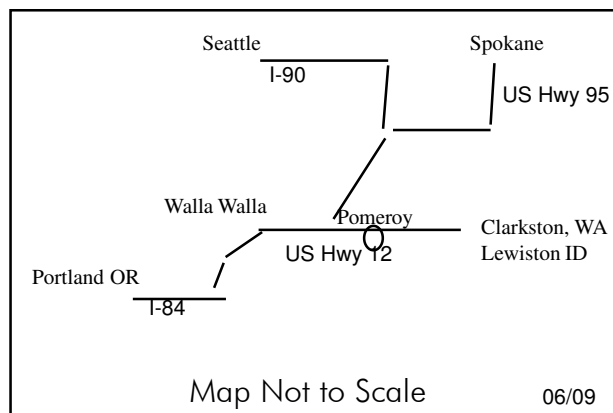 Seattle
Spokane
I-90
US Hwy 95
Walla Walla
Pomeroy
Clarkston, WA
US Hwy 12
Lewiston ID
Portland OR
I-84
Map Not to Scale
06/09